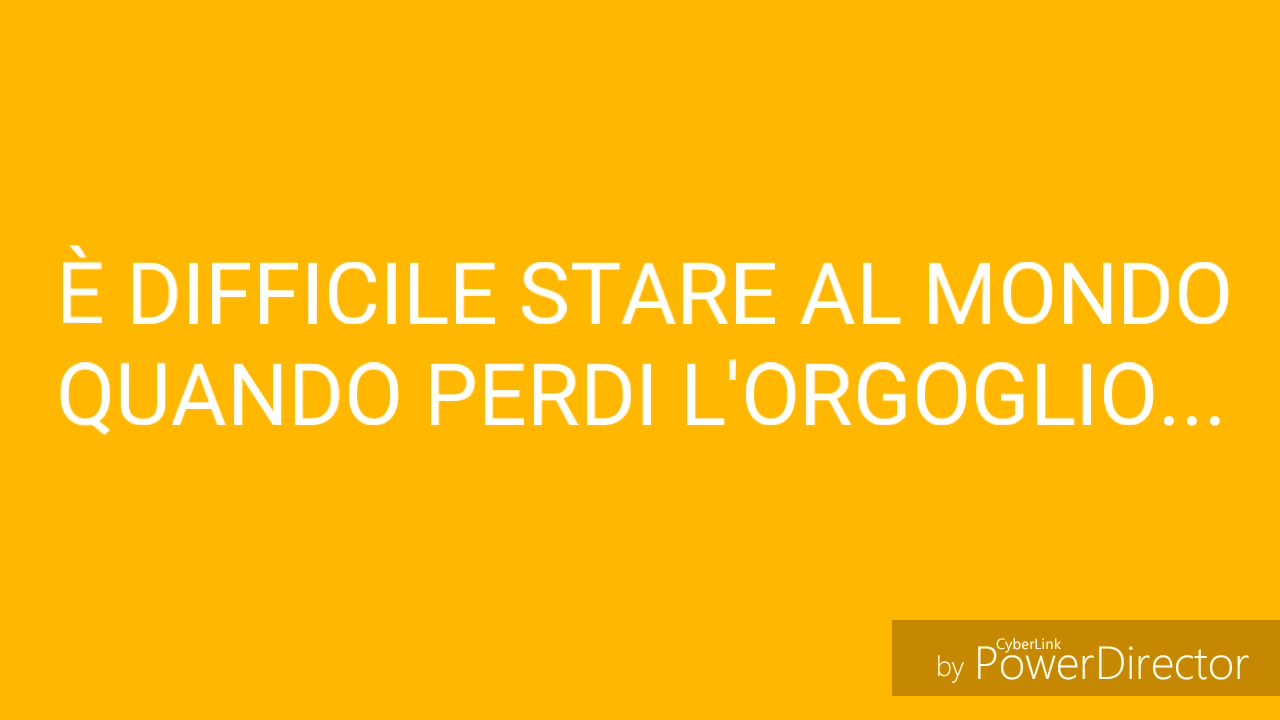 È DIFFICILE STARE AL MONDO
QUANDO PERDI L'ORGOGLIO...
CyberLink
by PowerDirector